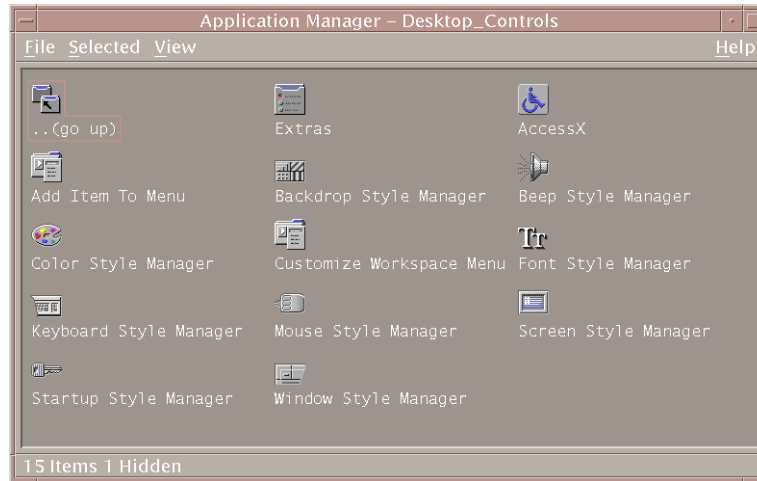 Application Manager – Desktop_Controls
File Selected View Help
..(go up) Extras AccessX
Add Item To Menu Backdrop Style Manager Beep Style Manager
Tr
Color Style Manager Customize Workspace Menu Font Style Manager
Keyboard Style Manager Mouse Style Manager Screen Style Manager
Startup Style Manager Window Style Manager
15 Items 1 Hidden